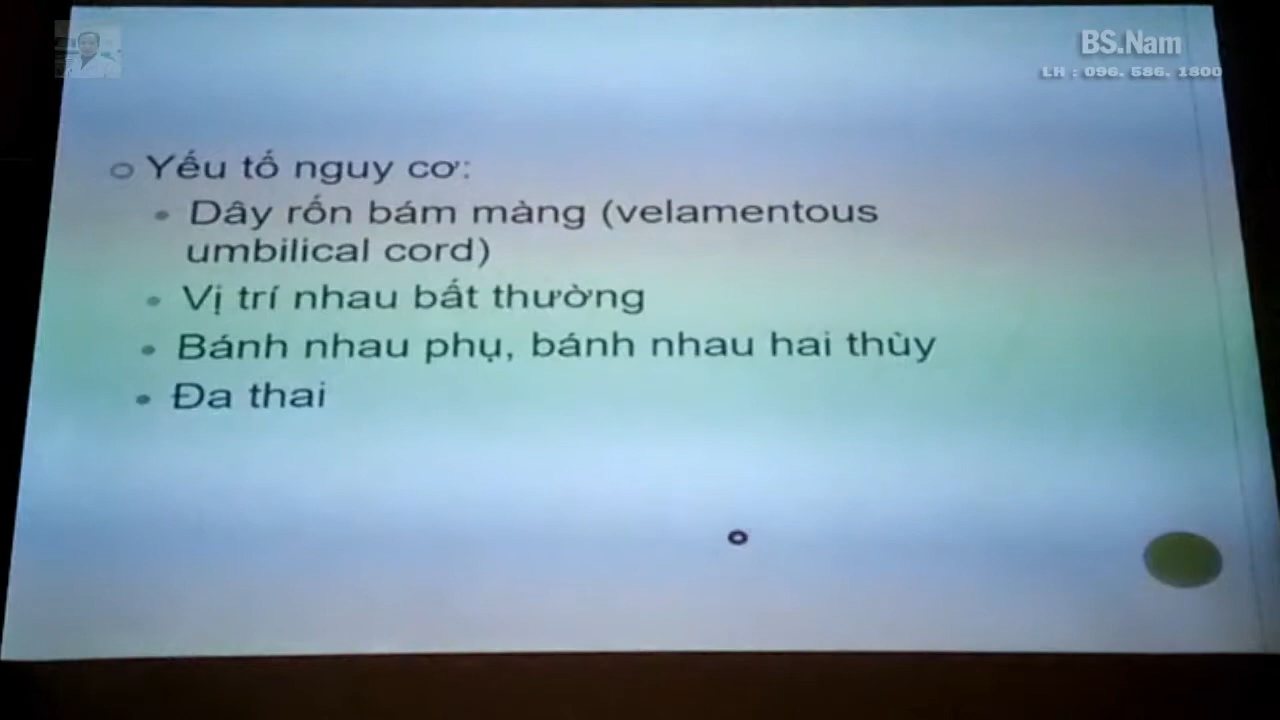 BS.Nam
LH : 096. 586. 1800
Yếu tố nguy cơ:
Dây rốn bám màng (velamentous
umbilical cord)
Vị trí nhau bất thường
Bánh nhau phụ, bánh nhau hai thùy
Đa thai